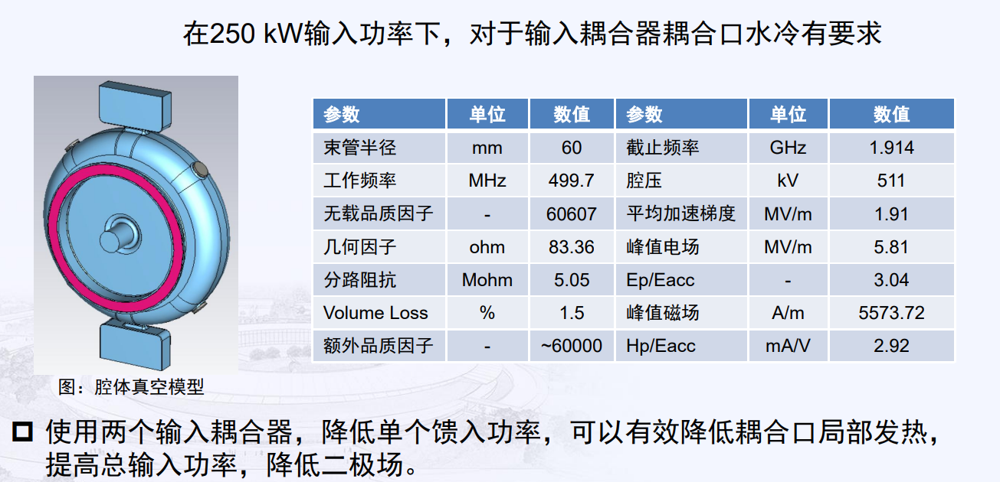 在250 kW输入功率下，对于输入耦合器耦合口水冷有要求
参数 单位 数值 参数 单位 数值
束管半径 mm 60 截止频率 GHz 1.914
工作频率 MHz 499.7 腔压 kV 511
无载品质因子 - 60607 平均加速梯度 MV/m 1.91
几何因子 ohm 83.36 峰值电场 MV/m 5.81
分路阻抗 Mohm 5.05 Ep/Eacc - 3.04
Volume Loss % 1.5 峰值磁场 A/m 5573.72
额外品质因子 - ~60000 Hp/Eacc mA/V 2.92
图：腔体真空模型
使用两个输入耦合器，降低单个馈入功率，可以有效降低耦合口局部发热，
提高总输入功率，降低二极场。